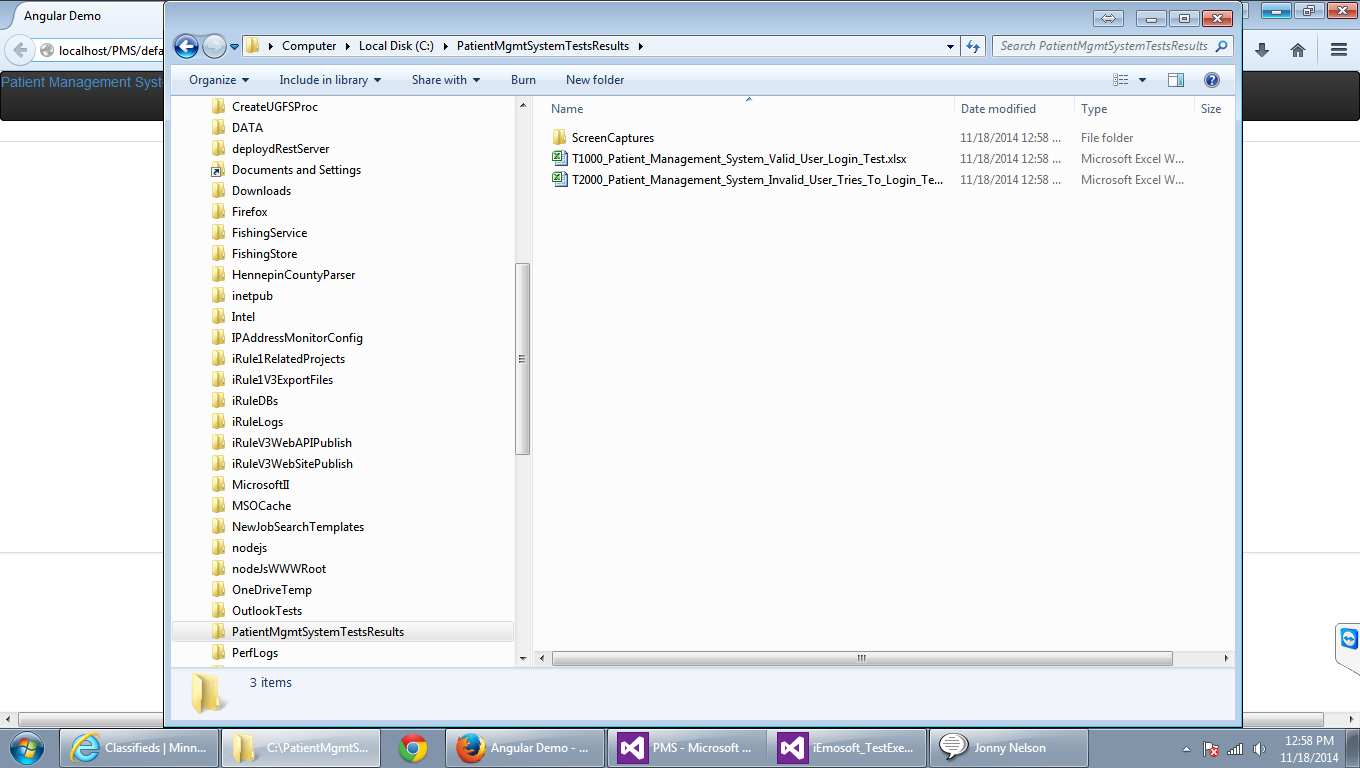 Angular Demo
localhost/PMS/defa
Patient Management Syste
Computer Local Disk (C:) PatientMgmtSystemTestsResults
Search PatientMgmtSystemTestsResults
Organize Include in library Share with Burn New folder
CreateUGFSProc
DATA
deploydRestServer
Documents and Settings
Downloads
Firefox
FishingService
FishingStore
HennepinCountyParser
inetpub
Intel
IPAddressMonitorConfig
iRule1RelatedProjects
iRule1V3ExportFiles
iRuleDBs
iRuleLogs
iRuleV3WebAPIPublish
iRuleV3WebSitePublish
MicrosoftII
MSOCache
NewJobSearchTemplates
nodejs
nodeJsWWWRoot
OneDriveTemp
OutlookTests
PatientMgmtSystemTestsResults
PerfLogs
Name Date modified Type Size
ScreenCaptures 11/18/2014 12:58 ... File folder
T1000_Patient_Management_System_Valid_User_Login_Test.xlsx 11/18/2014 12:58 ... Microsoft Excel W...
T2000_Patient_Management_System_Invalid_User_Tries_To_Login_Te... 11/18/2014 12:58 ... Microsoft Excel W...
3 items
Classifieds | Minn... C:\PatientMgmtS... Angular Demo - ... PMS - Microsoft ... iEmosoft_TestExe... Jonny Nelson
12:58 PM
11/18/2014